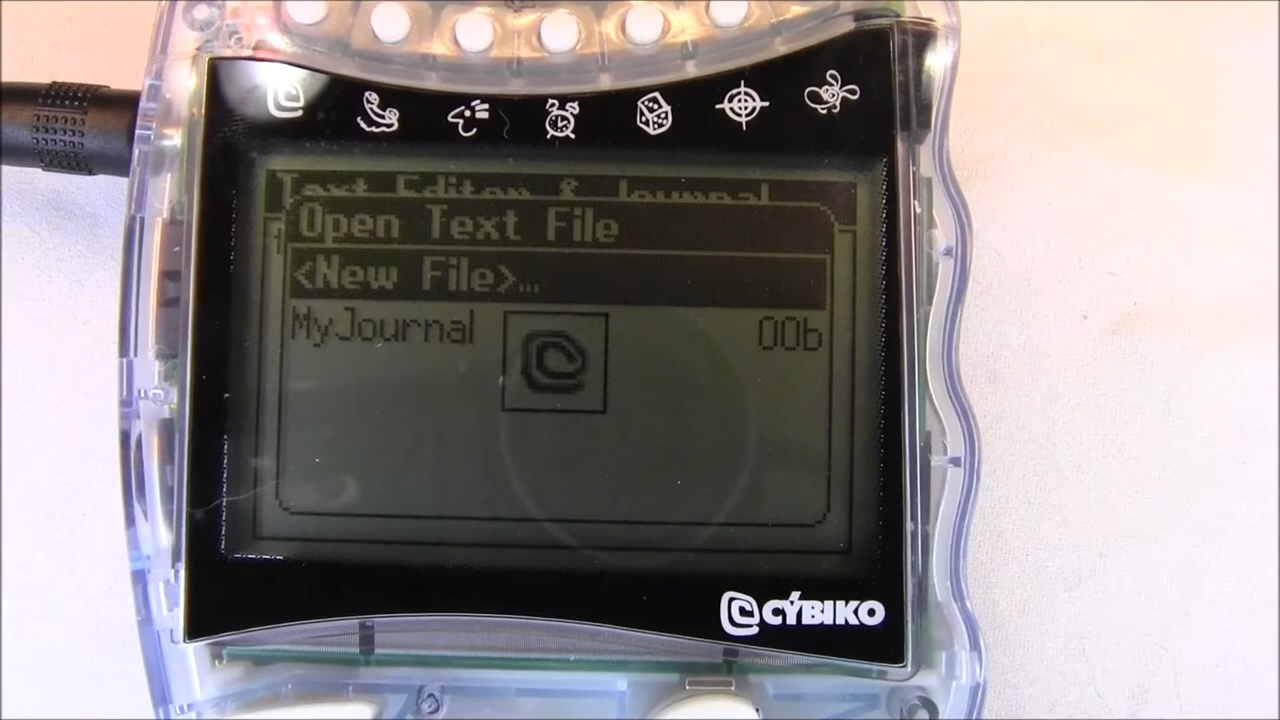 Text Editor & Journal
Open Text File
<New File>...
MyJournal 00b
CYBIKO